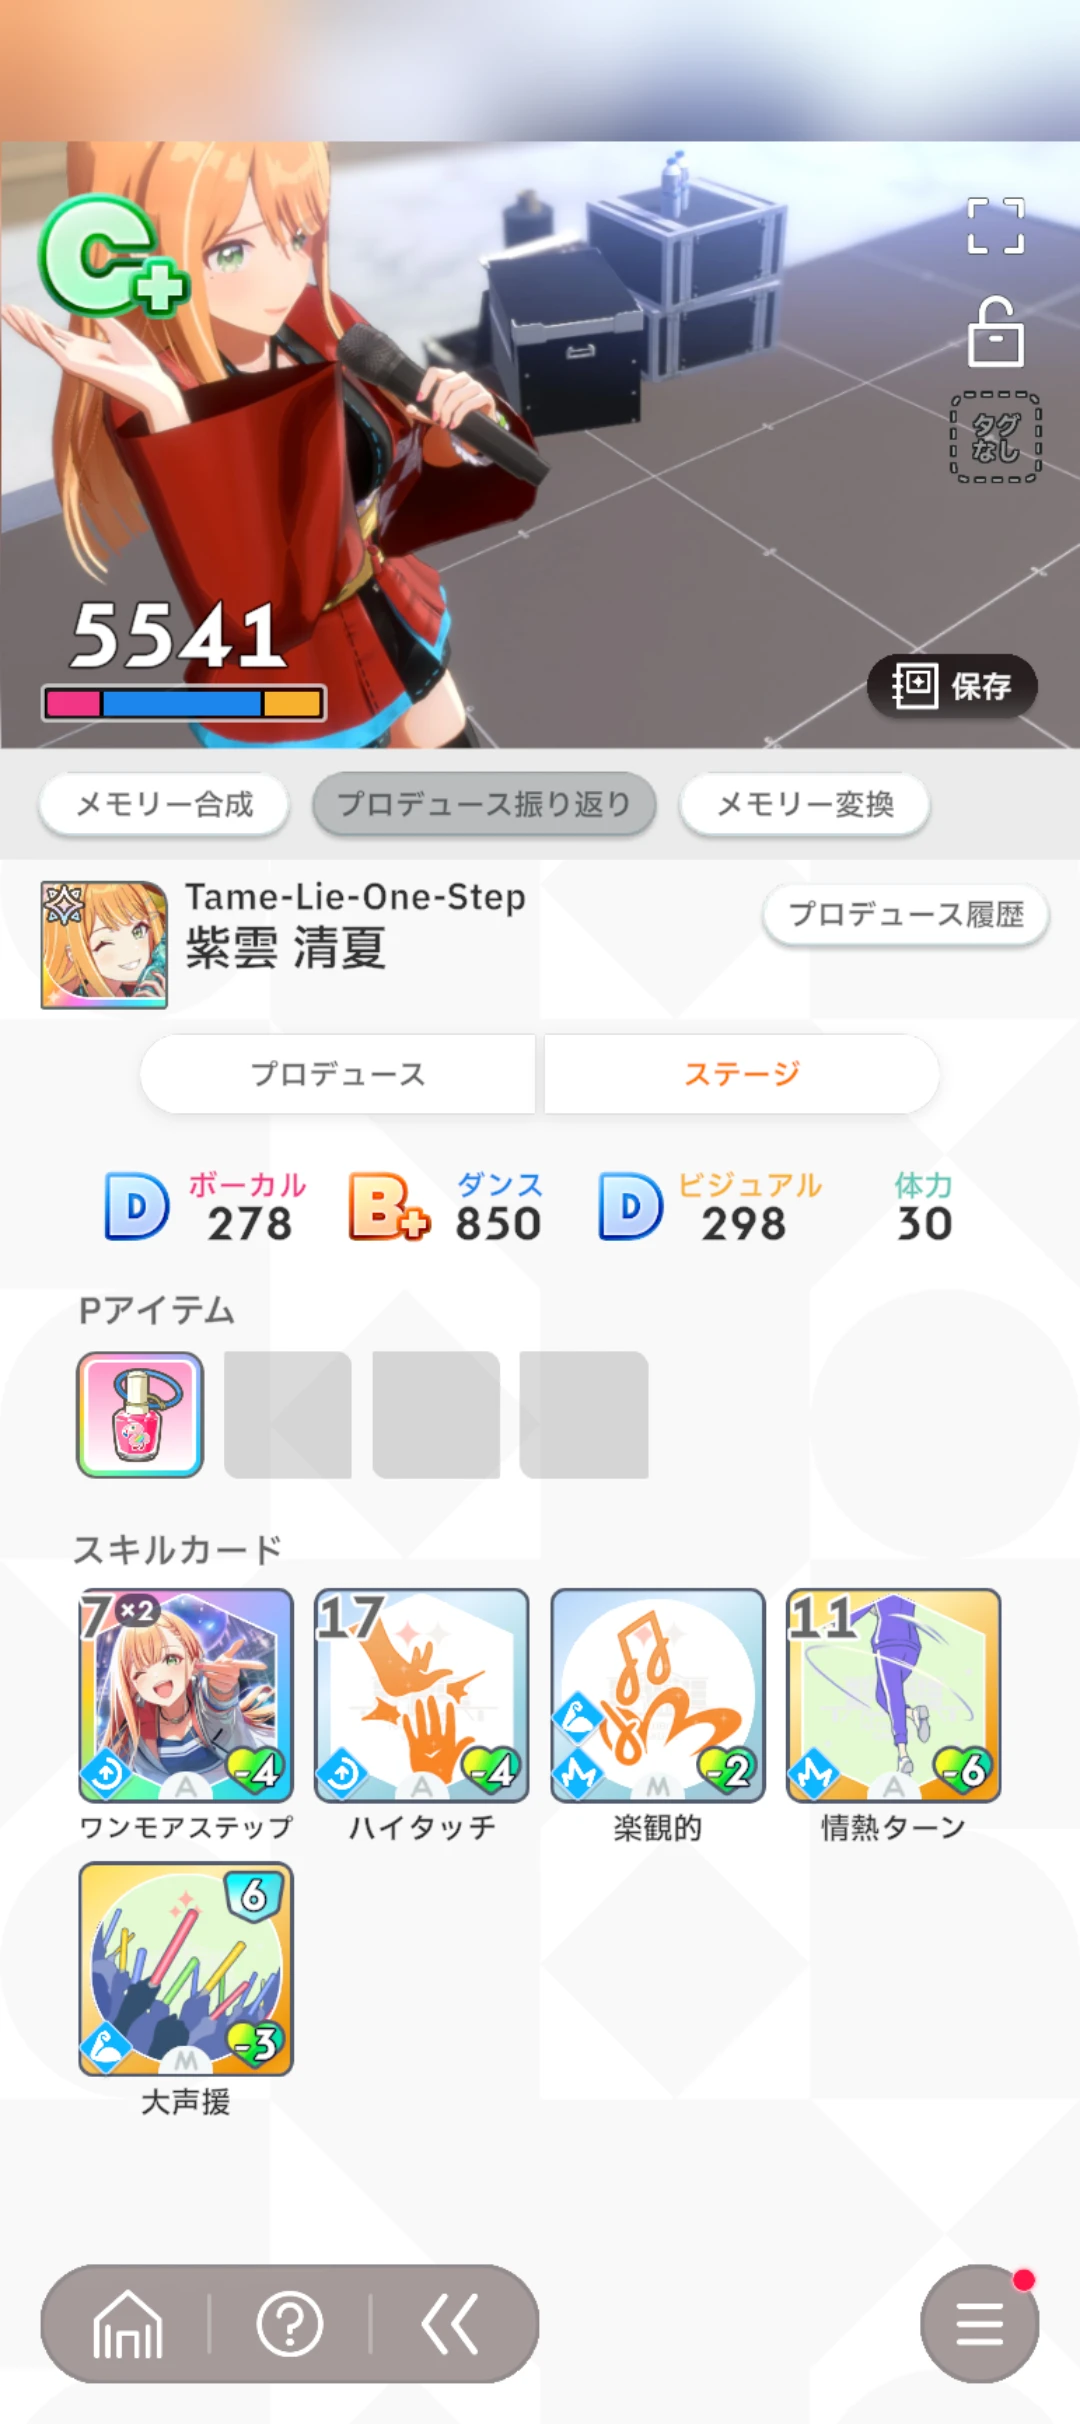 C+
タグ
なし
5541
保存
メモリー合成 プロデュース振り返り メモリー変換
Tame-Lie-One-Step
紫雲 清夏
プロデュース履歴
プロデュース ステージ
D ボーカル 278 B+ ダンス 850 D ビジュアル 298 体力 30
Pアイテム
スキルカード
7 ×2 A -4 17 A -4 M -2 11 A -6
ワンモアステップ ハイタッチ 楽観的 情熱ターン
6 M -3
大声援